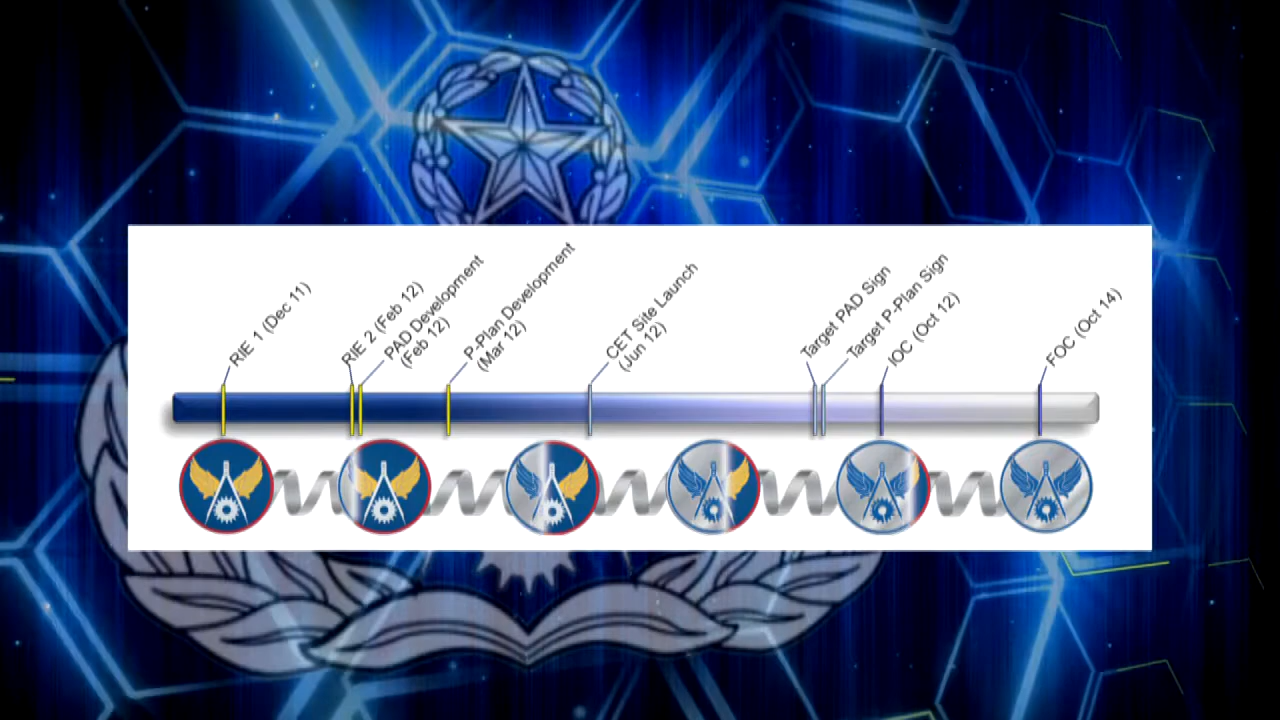 RIE 1 (Dec 11)
RIE 2 (Feb 12)
PAD Development
(Feb 12)
P-Plan Development
(Mar 12)
CET Site Launch
(Jun 12)
Target PAD Sign
Target P-Plan Sign
IOC (Oct 12)
FOC (Oct 14)